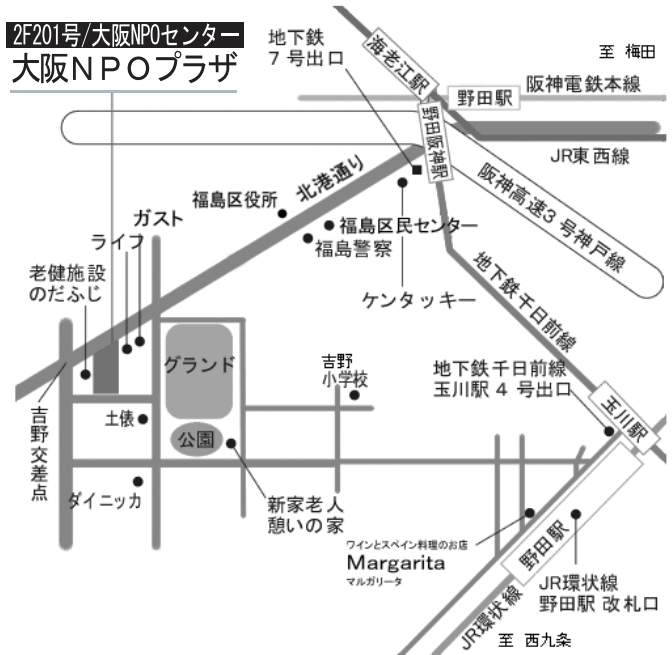 2F201号/大阪NPOセンター
大阪ＮＰＯプラザ
地下鉄
7 号出口
海老江駅
至 梅田
阪神電鉄本線
野田駅
野田阪神駅
JR東西線
北港通り
阪神高速3 号神戸線
福島区役所
ガスト
福島区民センター
福島警察
ライフ
老健施設
のだふじ
ケンタッキー
地下鉄千日前線
グランド
吉野
小学校
地下鉄千日前線
玉川駅 4 号出口
玉川駅
吉野交差点
土俵
公園
ダイニッカ
新家老人
憩いの家
ワインとスペイン料理のお店
Margarita
マルガリータ
野田駅
JR環状線
野田駅 改札口
JR環状線
至 西九条